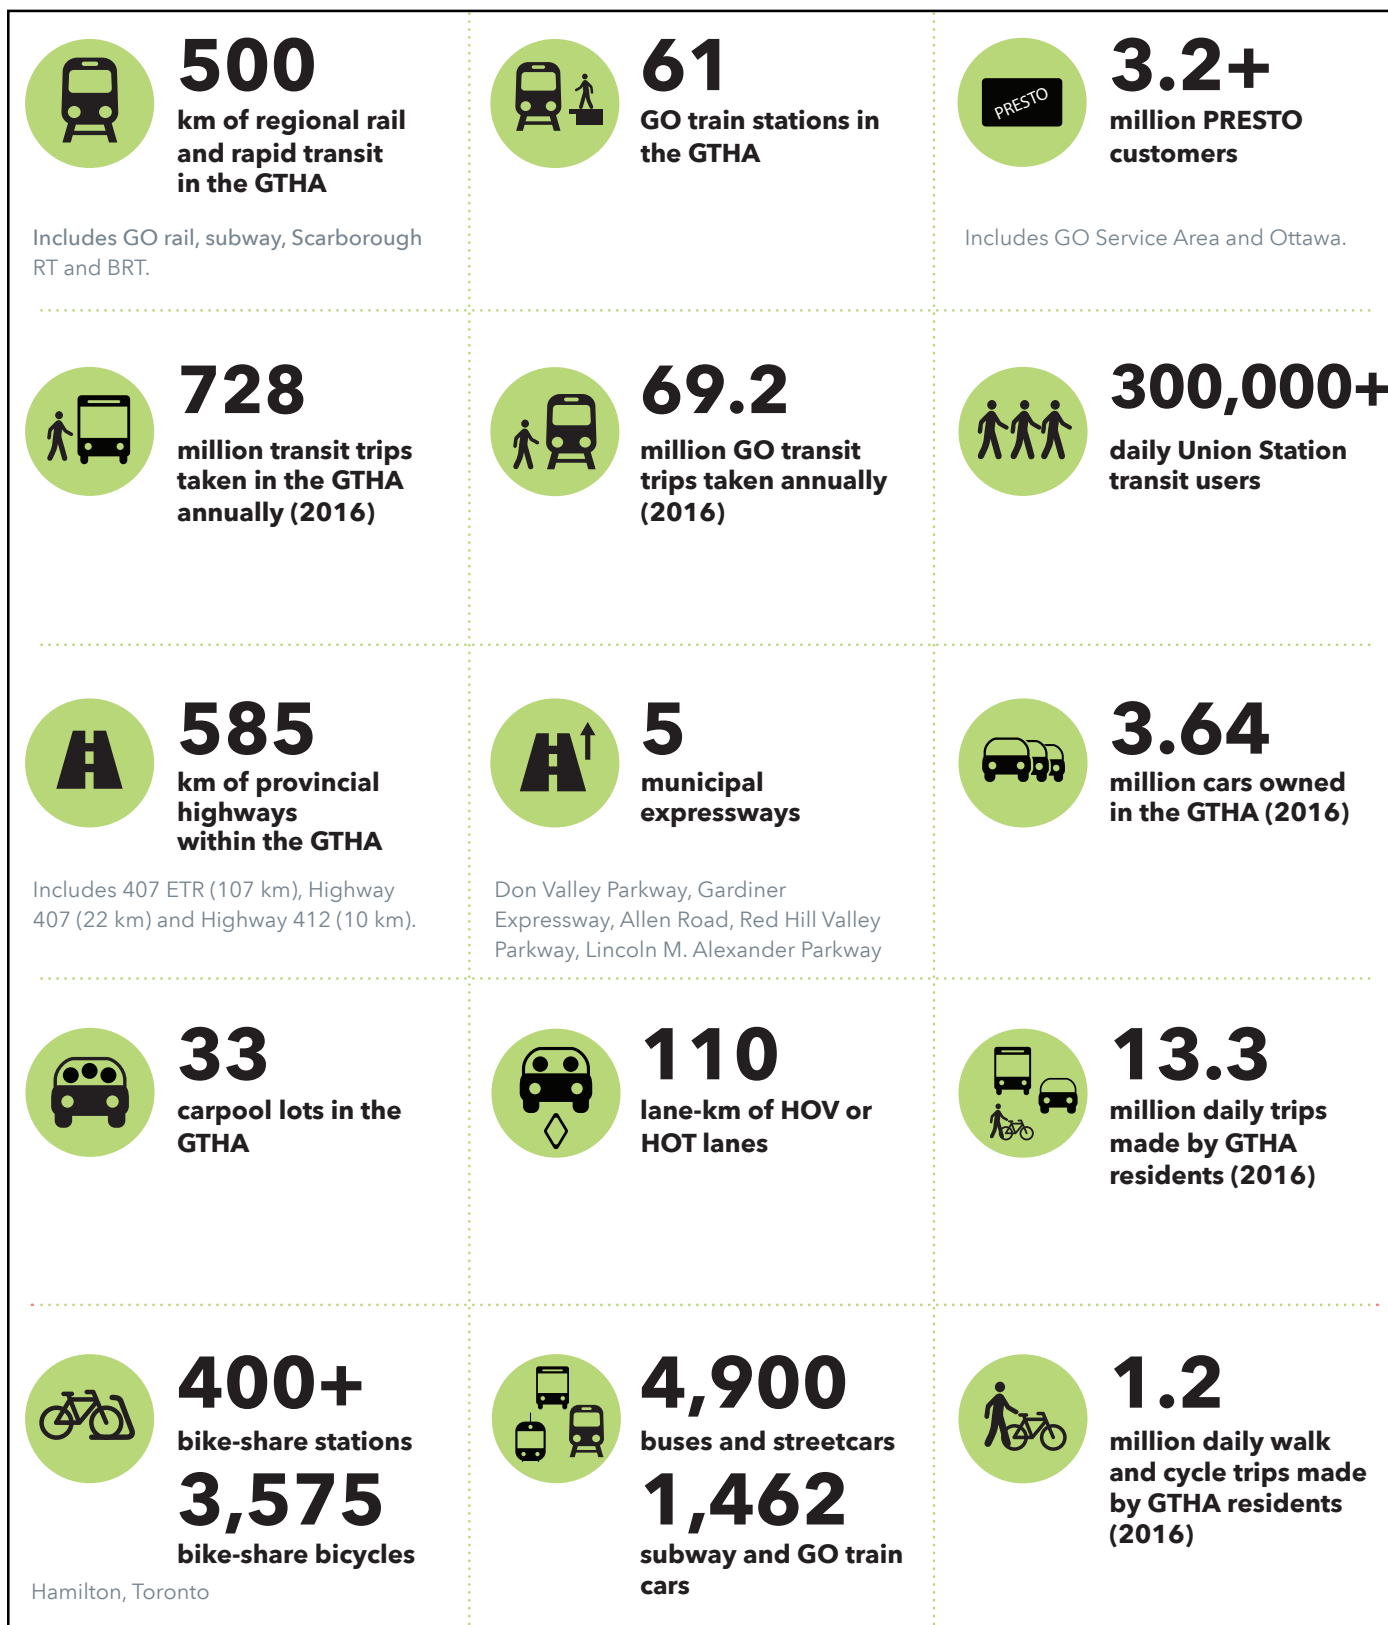 500
km of regional rail
and rapid transit
in the GTHA
Includes GO rail, subway, Scarborough
RT and BRT.
61
GO train stations in
the GTHA
PRESTO
3.2+
million PRESTO
customers
Includes GO Service Area and Ottawa.
728
million transit trips
taken in the GTHA
annually (2016)
69.2
million GO transit
trips taken annually
(2016)
300,000+
daily Union Station
transit users
585
km of provincial
highways
within the GTHA
Includes 407 ETR (107 km), Highway
407 (22 km) and Highway 412 (10 km).
5
municipal
expressways
Don Valley Parkway, Gardiner
Expressway, Allen Road, Red Hill Valley
Parkway, Lincoln M. Alexander Parkway
3.64
million cars owned
in the GTHA (2016)
33
carpool lots in the
GTHA
110
lane-km of HOV or
HOT lanes
13.3
million daily trips
made by GTHA
residents (2016)
400+
bike-share stations
3,575
bike-share bicycles
Hamilton, Toronto
4,900
buses and streetcars
1,462
subway and GO train
cars
1.2
million daily walk
and cycle trips made
by GTHA residents
(2016)